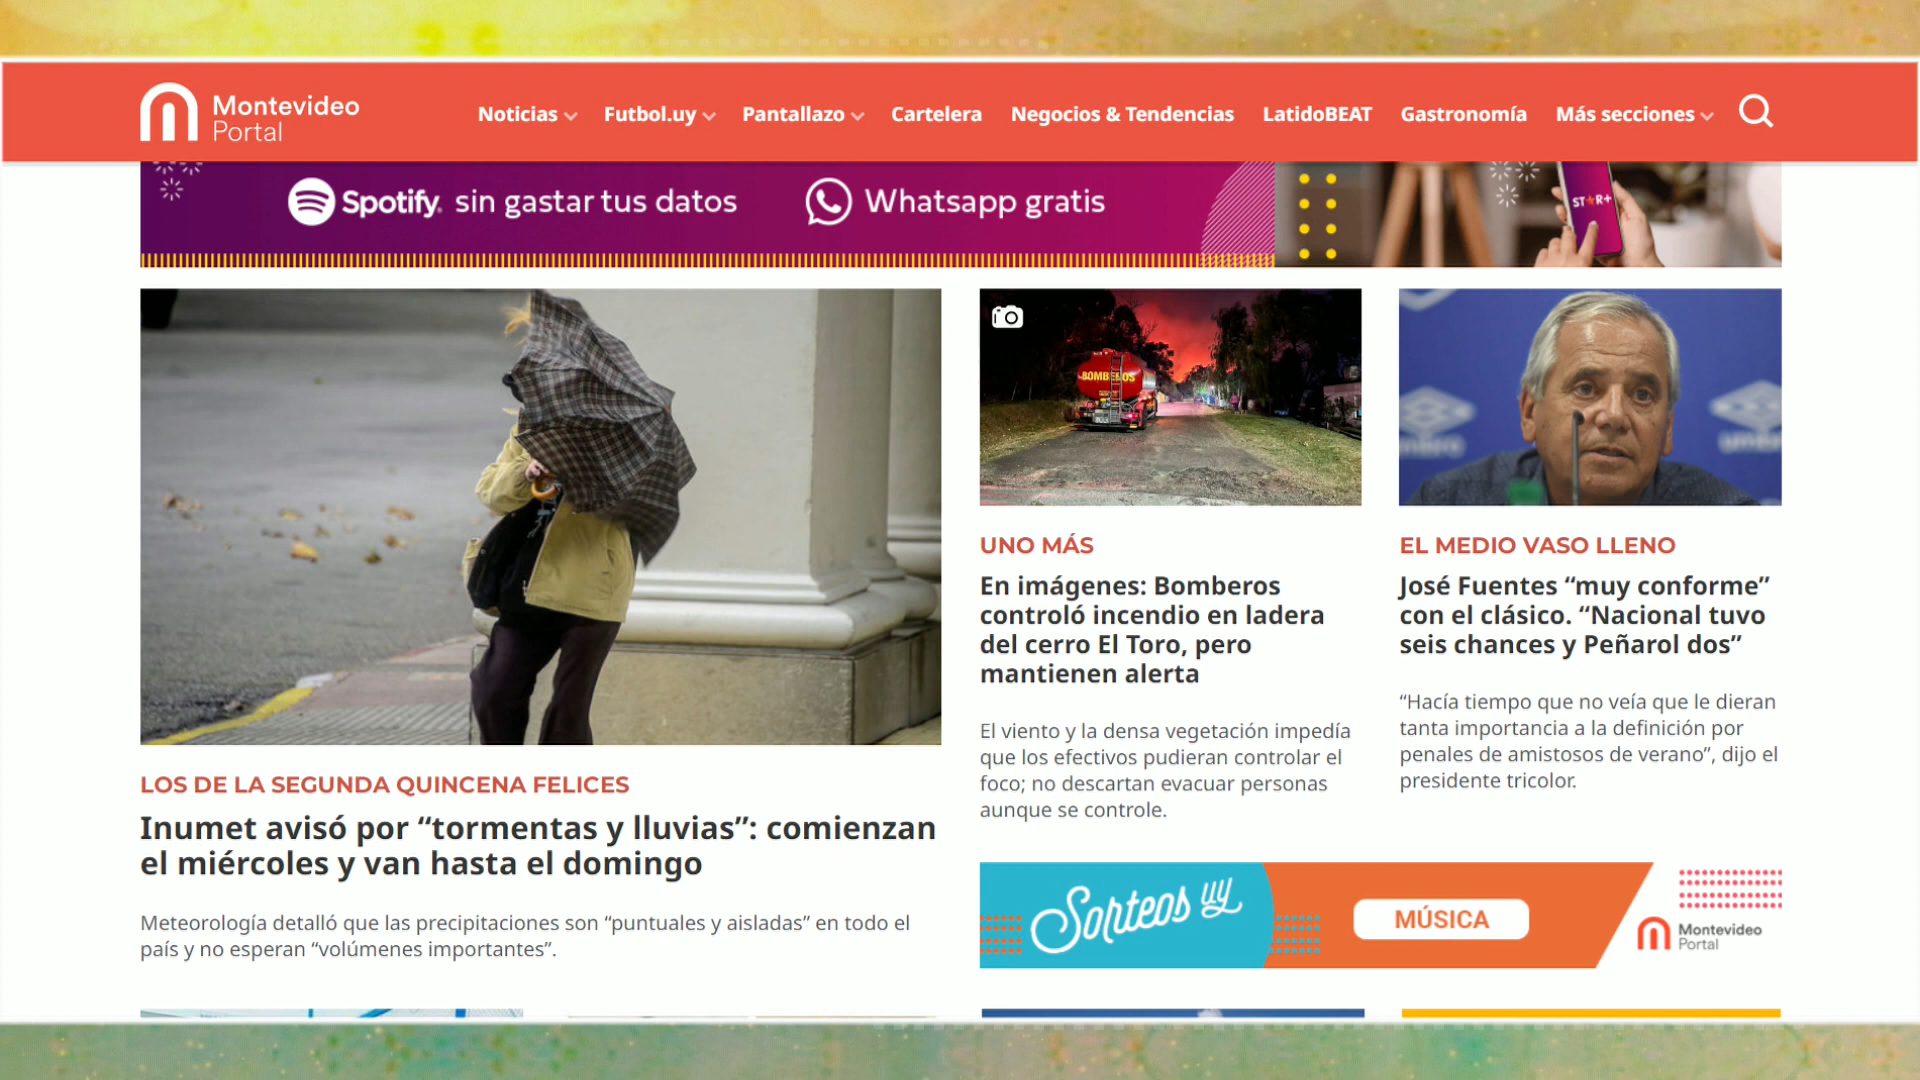 Montevideo
Portal
Noticias
Futbol.uy
Pantallazo
Cartelera
Negocios & Tendencias
LatidoBEAT
Gastronomía
Más secciones
Spotify sin gastar tus datos
Whatsapp gratis
ST★R+
BOMBEROS
umbro
LOS DE LA SEGUNDA QUINCENA FELICES
Inumet avisó por “tormentas y lluvias”: comienzan
el miércoles y van hasta el domingo
Meteorología detalló que las precipitaciones son “puntuales y aisladas” en todo el
país y no esperan “volúmenes importantes”.
UNO MÁS
En imágenes: Bomberos
controló incendio en ladera
del cerro El Toro, pero
mantienen alerta
El viento y la densa vegetación impedía
que los efectivos pudieran controlar el
foco; no descartan evacuar personas
aunque se controle.
EL MEDIO VASO LLENO
José Fuentes “muy conforme”
con el clásico. “Nacional tuvo
seis chances y Peñarol dos”
“Hacía tiempo que no veía que le dieran
tanta importancia a la definición por
penales de amistosos de verano”, dijo el
presidente tricolor.
Sorteos uy
MÚSICA
Montevideo
Portal